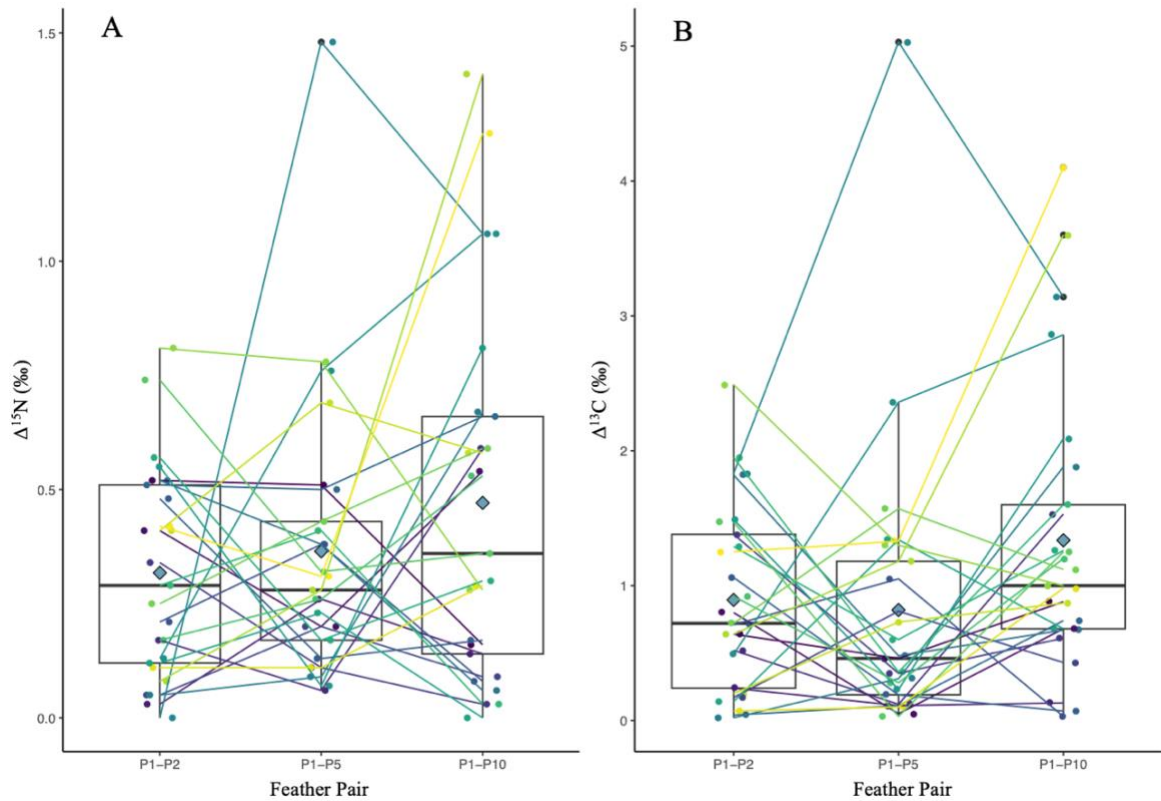 A
B
1.5
1.0
0.5
0.0
Δ¹⁵N (‰)
P1–P2
P1–P5
P1–P10
Feather Pair
5
4
3
2
1
0
Δ¹³C (‰)
P1–P2
P1–P5
P1–P10
Feather Pair